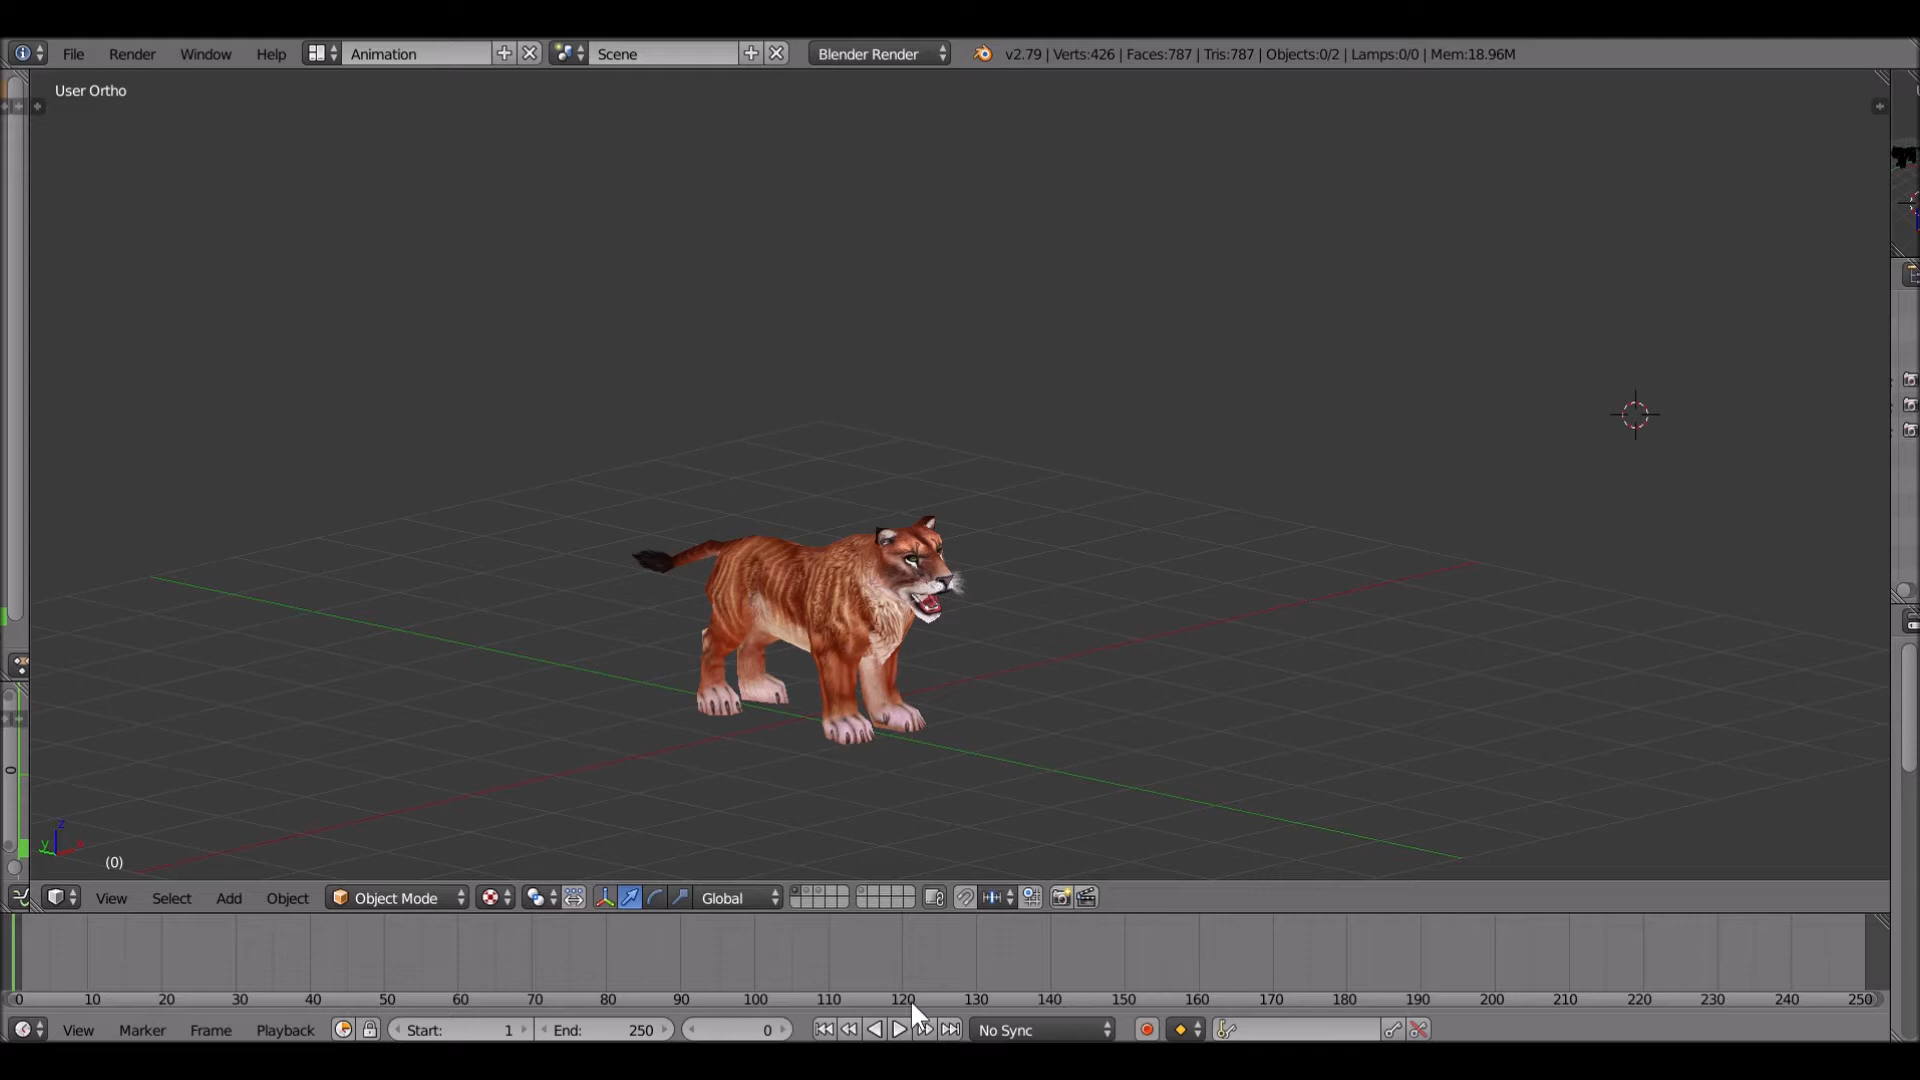 File Render Window Help Animation Scene Blender Render v2.79 | Verts:426 | Faces:787 | Tris:787 | Objects:0/2 | Lamps:0/0 | Mem:18.96M
User Ortho
z
y x
(0)
View Select Add Object Object Mode Global
0 10 20 30 40 50 60 70 80 90 100 110 120 130 140 150 160 170 180 190 200 210 220 230 240 250
View Marker Frame Playback Start: 1 End: 250 0 No Sync